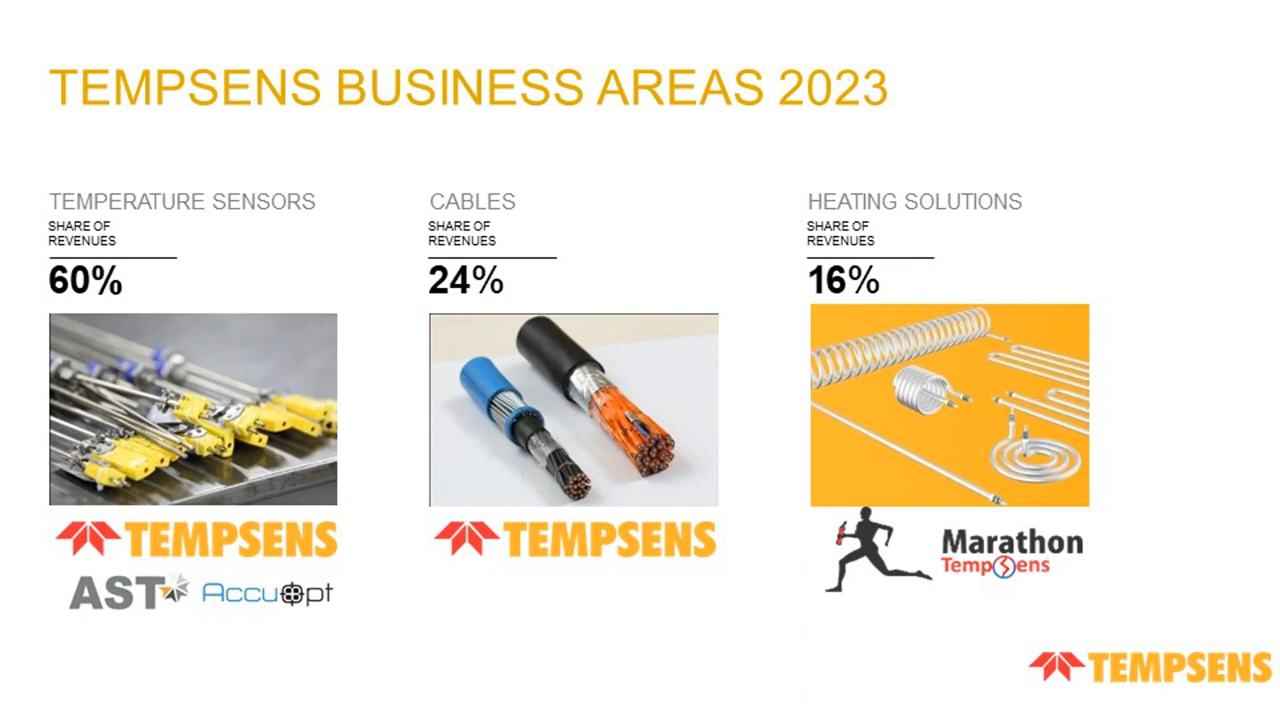 TEMPSENS BUSINESS AREAS 2023
TEMPERATURE SENSORS
SHARE OF
REVENUES
60%
TEMPSENS
AST AccuOpt
CABLES
SHARE OF
REVENUES
24%
TEMPSENS
HEATING SOLUTIONS
SHARE OF
REVENUES
16%
Marathon
TempSens
TEMPSENS